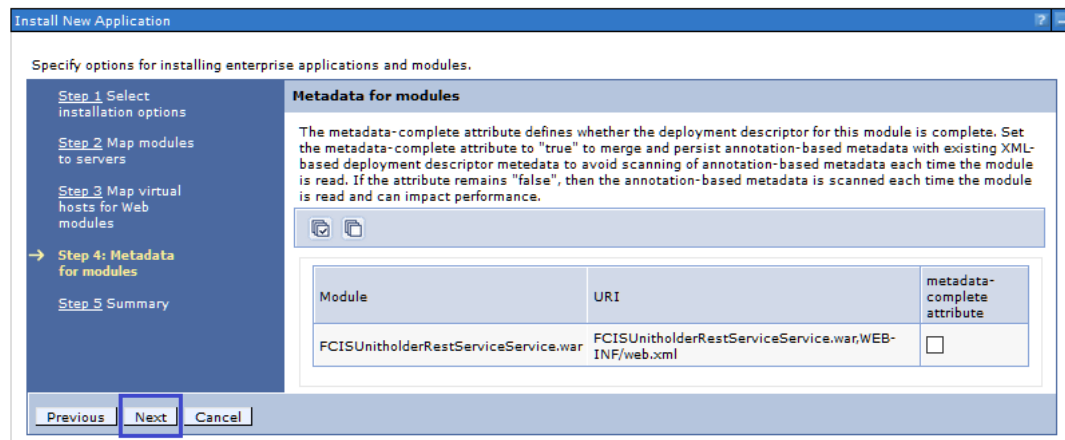 Install New Application
?
Specify options for installing enterprise applications and modules.
Step 1 Select
installation options
Step 2 Map modules
to servers
Step 3 Map virtual
hosts for Web
modules
Step 4: Metadata
for modules
Step 5 Summary
Metadata for modules
The metadata-complete attribute defines whether the deployment descriptor for this module is complete. Set
the metadata-complete attribute to "true" to merge and persist annotation-based metadata with existing XML-
based deployment descriptor metedata to avoid scanning of annotation-based metadata each time the module
is read. If the attribute remains "false", then the annotation-based metadata is scanned each time the module
is read and can impact performance.
Module
URI
metadata-
complete
attribute
FCISUnitholderRestServiceService.war
FCISUnitholderRestServiceService.war,WEB-
INF/web.xml
Previous
Next
Cancel